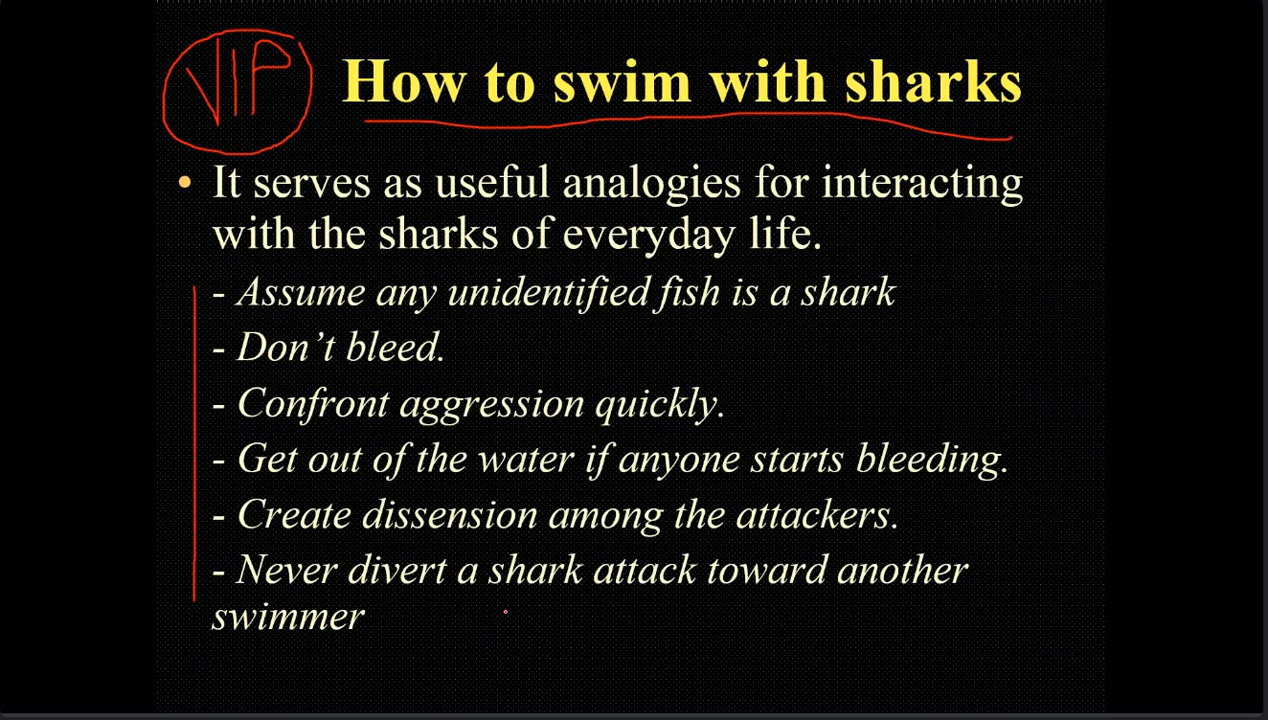 VIP
How to swim with sharks
• It serves as useful analogies for interacting
with the sharks of everyday life.
- Assume any unidentified fish is a shark
- Don’t bleed.
- Confront aggression quickly.
- Get out of the water if anyone starts bleeding.
- Create dissension among the attackers.
- Never divert a shark attack toward another
swimmer